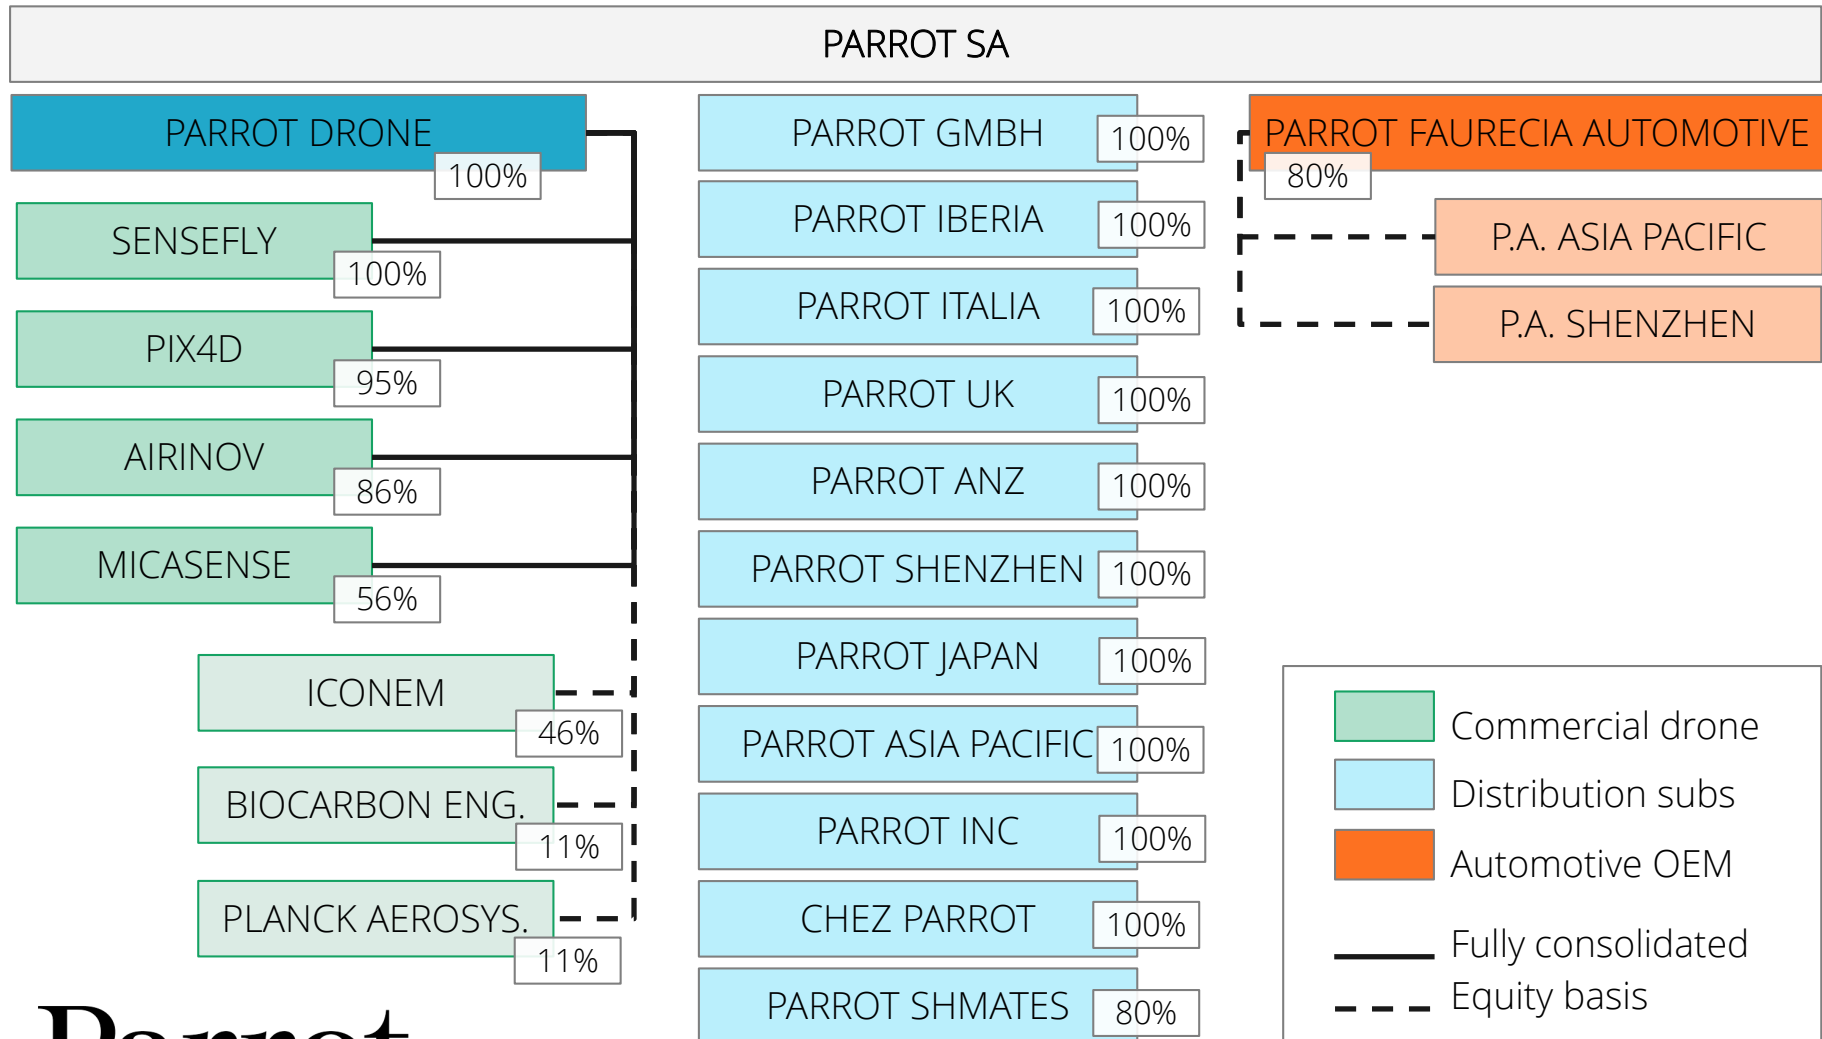 PARROT SA
PARROT DRONE
100%
SENSEFLY
100%
PIX4D
95%
AIRINOV
86%
MICASENSE
56%
ICONEM
46%
BIOCARBON ENG.
11%
PLANCK AEROSYS.
11%
Parrot
PARROT GMBH
100%
PARROT IBERIA
100%
PARROT ITALIA
100%
PARROT UK
100%
PARROT ANZ
100%
PARROT SHENZHEN
100%
PARROT JAPAN
100%
PARROT ASIA PACIFIC
100%
PARROT INC
100%
CHEZ PARROT
100%
PARROT SHMATES
80%
PARROT FAURECIA AUTOMOTIVE
80%
P.A. ASIA PACIFIC
P.A. SHENZHEN
Commercial drone
Distribution subs
Automotive OEM
Fully consolidated
Equity basis